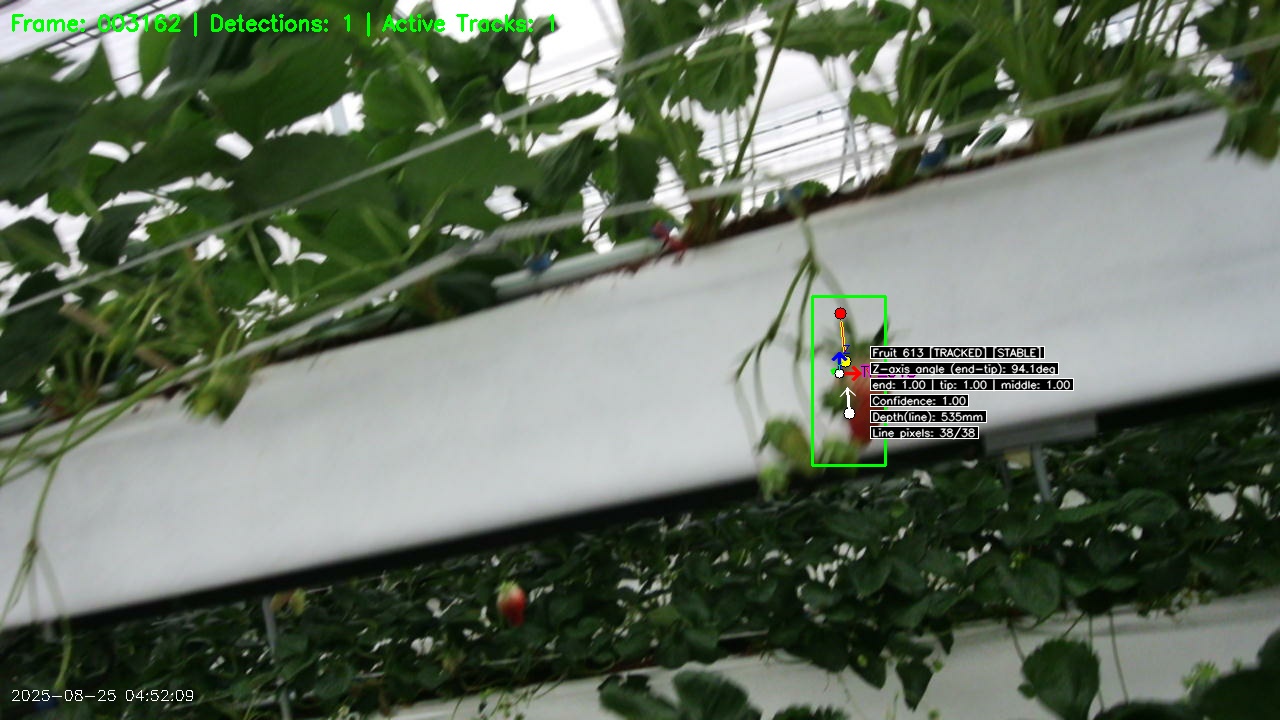 Frame: 003162 | Detections: 1 | Active Tracks: 1
Fruit 613 [TRACKED] [STABLE]
Z-axis angle (end-tip): 94.1deg
end: 1.00 | tip: 1.00 | middle: 1.00
Confidence: 1.00
Depth(line): 535mm
Line pixels: 38/38
2025-08-25 04:52:09